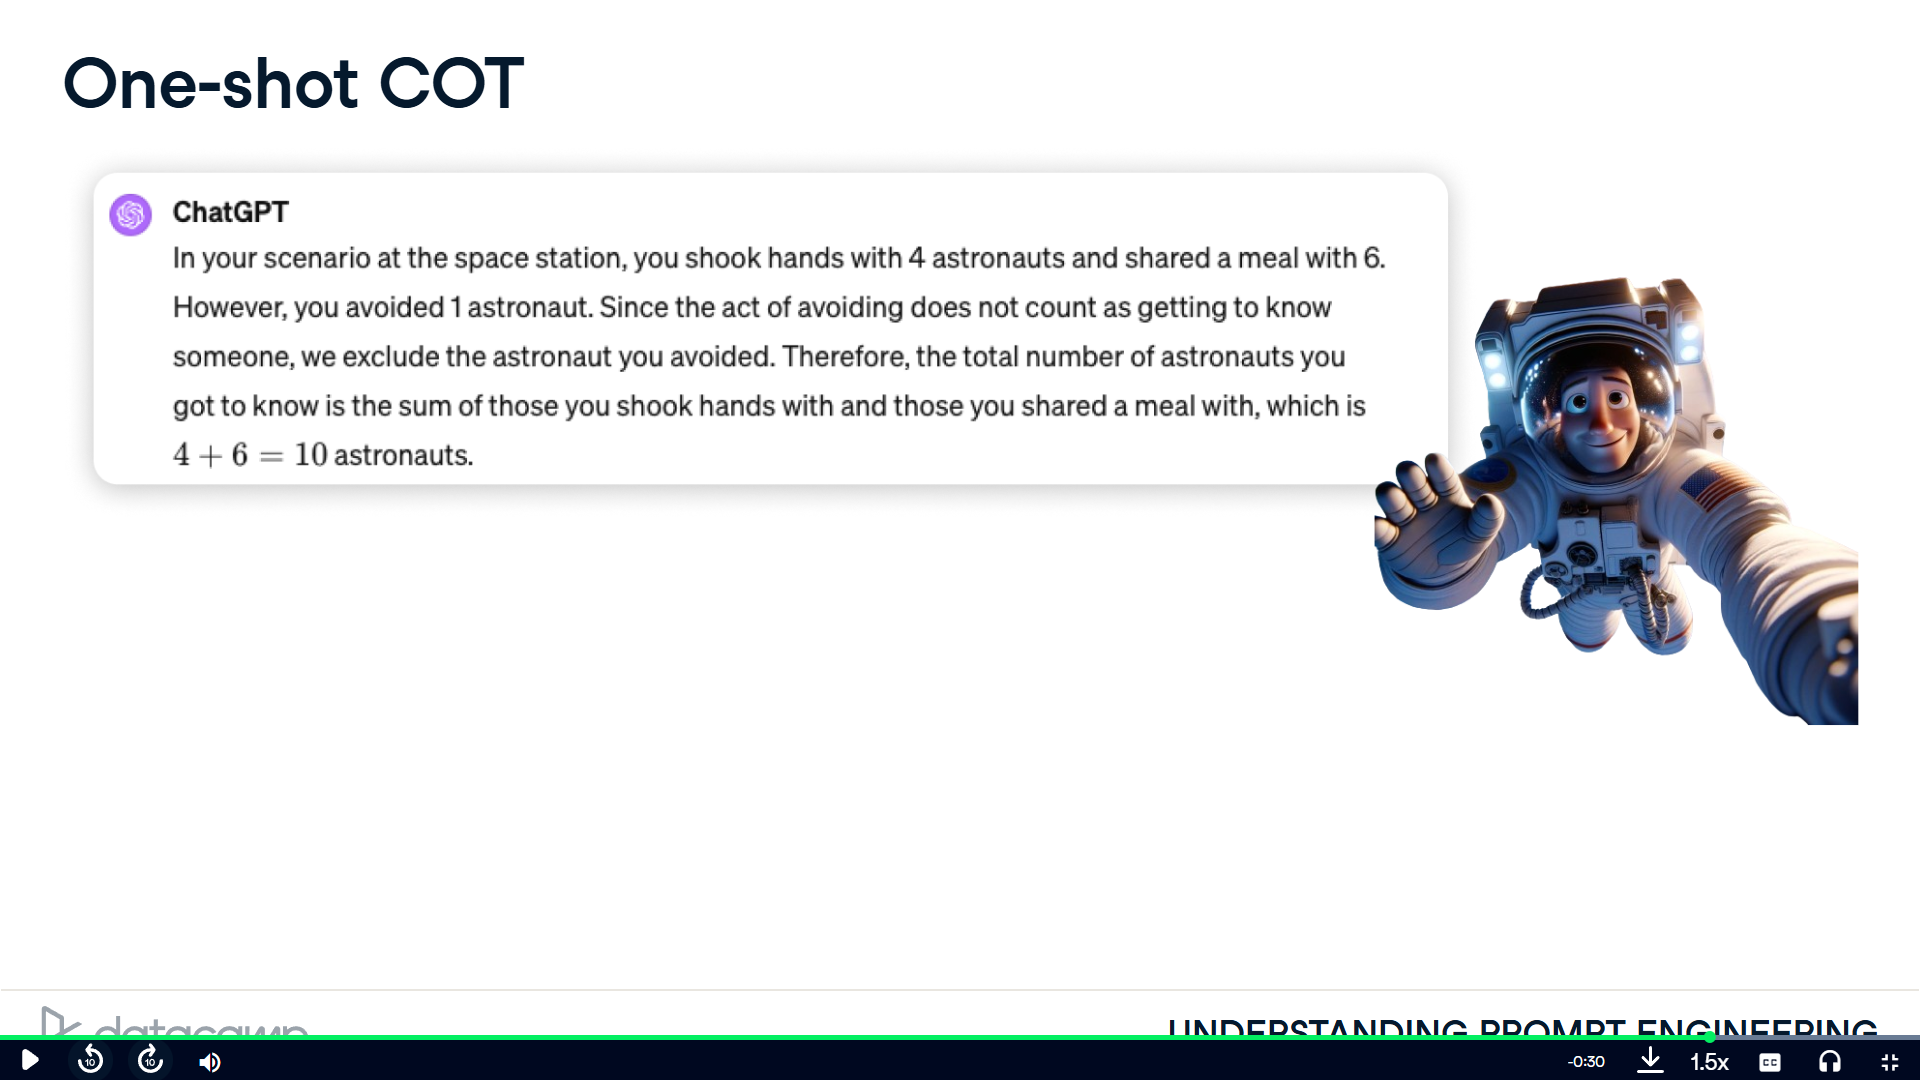 One-shot COT
ChatGPT
In your scenario at the space station, you shook hands with 4 astronauts and shared a meal with 6.
However, you avoided 1 astronaut. Since the act of avoiding does not count as getting to know
someone, we exclude the astronaut you avoided. Therefore, the total number of astronauts you
got to know is the sum of those you shook hands with and those you shared a meal with, which is
4 + 6 = 10 astronauts.
datacamp
UNDERSTANDING PROMPT ENGINEERING
10
10
-0:30
1.5x
CC